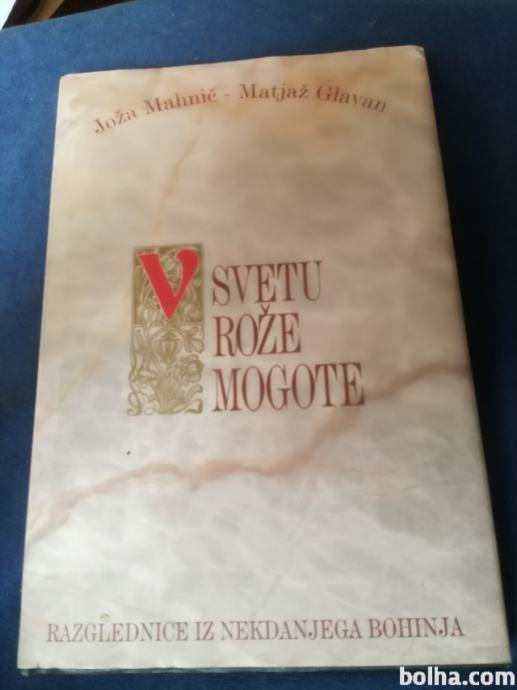 Joža Mahnič - Matjaž Glavan
V SVETU
ROŽE
MOGOTE
RAZGLEDNICE IZ NEKDANJEGA BOHINJA
bolha.com